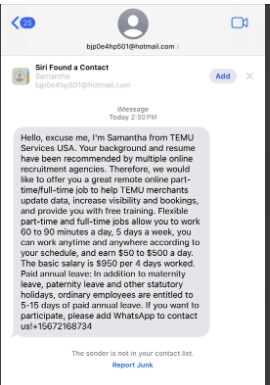 25
bjp0e4hp501@hotmail.com >
Siri Found a Contact
Samantha
bjp0e4hp501@hotmail.com
Add
iMessage
Today 2:30 PM
Hello, excuse me, I'm Samantha from TEMU
Services USA. Your background and resume
have been recommended by multiple online
recruitment agencies. Therefore, we would
like to offer you a great remote online part-
time/full-time job to help TEMU merchants
update data, increase visibility and bookings,
and provide you with free training. Flexible
part-time and full-time jobs allow you to work
60 to 90 minutes a day, 5 days a week, you
can work anytime and anywhere according to
your schedule, and earn $50 to $500 a day.
The basic salary is $950 per 4 days worked.
Paid annual leave: In addition to maternity
leave, paternity leave and other statutory
holidays, ordinary employees are entitled to
5-15 days of paid annual leave. If you want to
participate, please add WhatsApp to contact
us!+15672168734
The sender is not in your contact list.
Report Junk